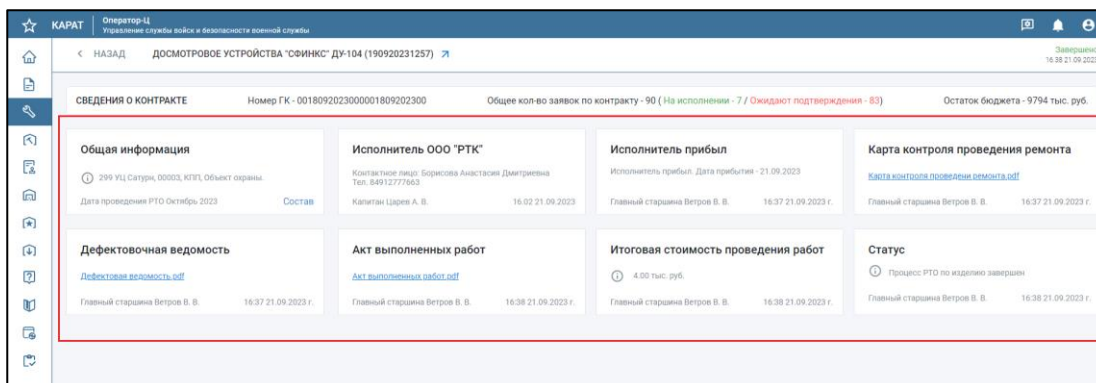 КАРАТ
Оператор-Ц
Управление службы войск и безопасности военной службы
НАЗАД
ДОСМОТРОВОЕ УСТРОЙСТВА "СФИНКС" ДУ-104 (190920231257)
Завершено
16:38 21.09.2023
СВЕДЕНИЯ О КОНТРАКТЕ
Номер ГК - 0018092023000001809202300
Общее кол-во заявок по контракту - 90 ( На исполнении - 7 / Ожидают подтверждения - 83)
Остаток бюджета - 9794 тыс. руб.
Общая информация
299 УЦ Сатурн, 00003, КПП, Объект охраны.
Дата проведения РТО Октябрь 2023
Состав
Исполнитель ООО "РТК"
Контактное лицо: Борисова Анастасия Дмитриевна
Тел. 84912777663
Капитан Царев А. В.
16:02 21.09.2023
Исполнитель прибыл
Исполнитель прибыл. Дата прибытия - 21.09.2023
Главный старшина Ветров В. В.
16:37 21.09.2023 г.
Карта контроля проведения ремонта
Карта контроля проведени ремонта.pdf
Главный старшина Ветров В. В.
16:37 21.09.2023 г.
Дефектовочная ведомость
Дефектовая ведомость.pdf
Главный старшина Ветров В. В.
16:37 21.09.2023 г.
Акт выполненных работ
Акт выполненных работ.pdf
Главный старшина Ветров В. В.
16:38 21.09.2023 г.
Итоговая стоимость проведения работ
4.00 тыс. руб.
Главный старшина Ветров В. В.
16:38 21.09.2023 г.
Статус
Процесс РТО по изделию завершен
Главный старшина Ветров В. В.
16:38 21.09.2023 г.